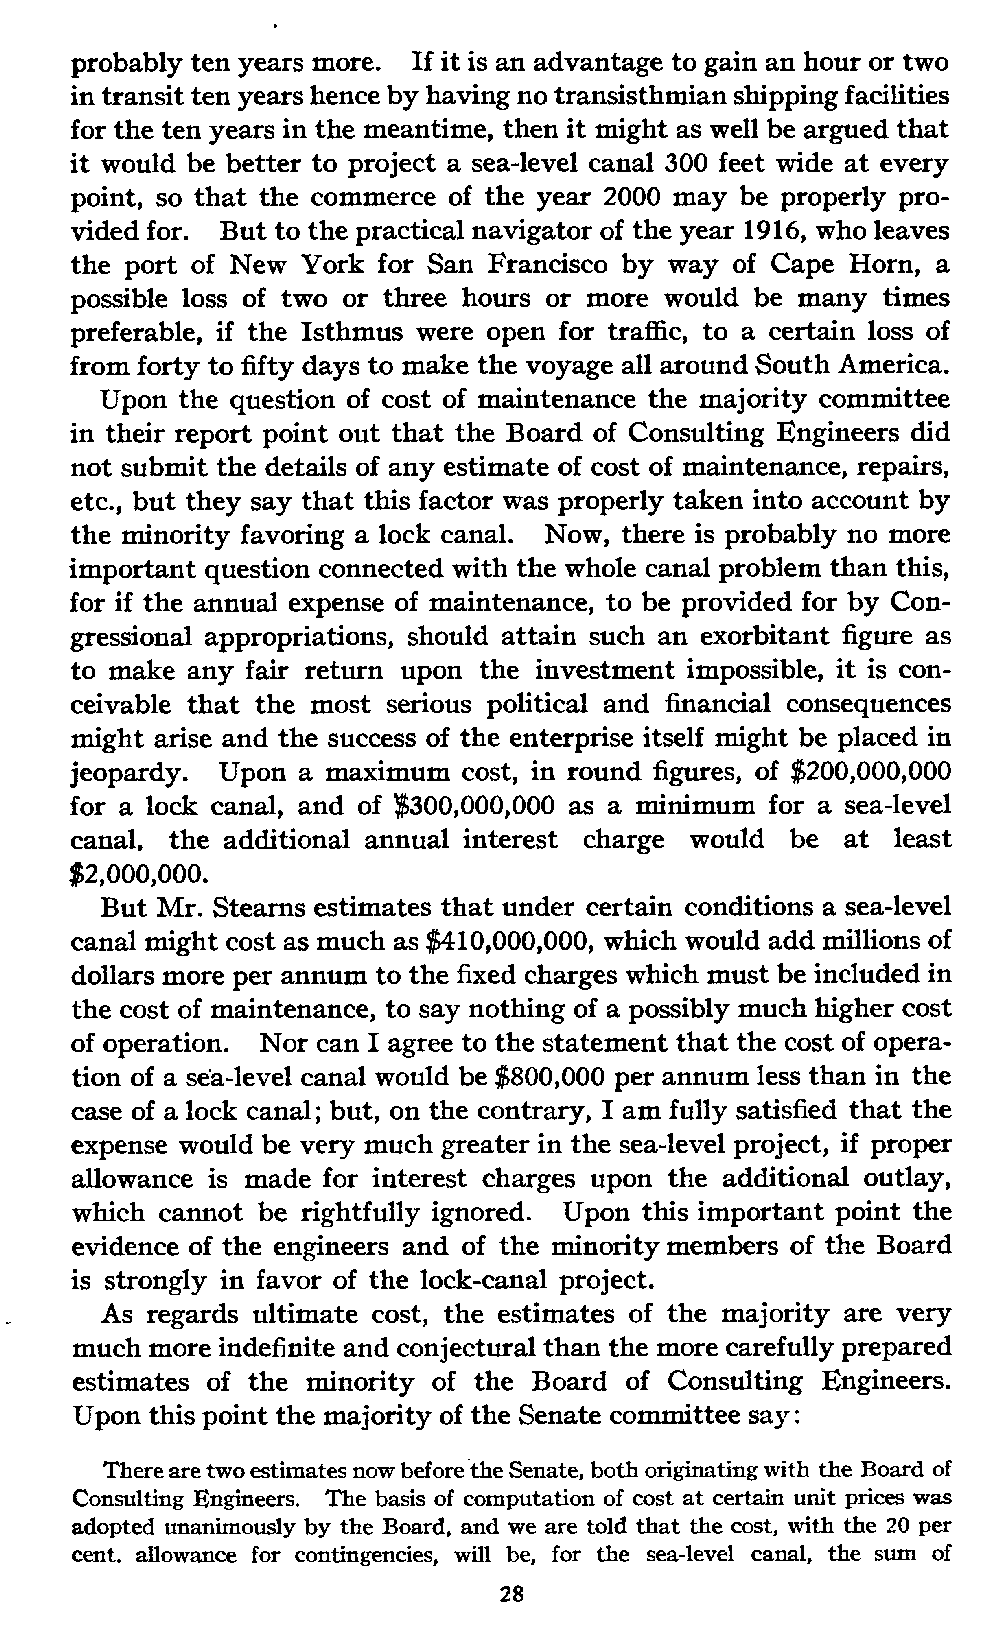 probably ten years more. If it is an advantage to gain an hour or two
in transit ten years hence by having no transisthmian shipping facilities
for the ten years in the meantime, then it might as well be argued that
it would be better to project a sea-level canal 300 feet wide at every
point, so that the commerce of the year 2000 may be properly pro-
vided for. But to the practical navigator of the year 1916, who leaves
the port of New York for San Francisco by way of Cape Horn, a
possible loss of two or three hours or more would be many times
preferable, if the Isthmus were open for traffic, to a certain loss of
from forty to fifty days to make the voyage all around South America.
Upon the question of cost of maintenance the majority committee
in their report point out that the Board of Consulting Engineers did
not submit the details of any estimate of cost of maintenance, repairs,
etc., but they say that this factor was properly taken into account by
the minority favoring a lock canal. Now, there is probably no more
important question connected with the whole canal problem than this,
for if the annual expense of maintenance, to be provided for by Con-
gressional appropriations, should attain such an exorbitant figure as
to make any fair return upon the investment impossible, it is con-
ceivable that the most serious political and financial consequences
might arise and the success of the enterprise itself might be placed in
jeopardy. Upon a maximum cost, in round figures, of $200,000,000
for a lock canal, and of $300,000,000 as a minimum for a sea-level
canal, the additional annual interest charge would be at least
$2,000,000.
But Mr. Stearns estimates that under certain conditions a sea-level
canal might cost as much as $410,000,000, which would add millions of
dollars more per annum to the fixed charges which must be included in
the cost of maintenance, to say nothing of a possibly much higher cost
of operation. Nor can I agree to the statement that the cost of opera-
tion of a sea-level canal would be $800,000 per annum less than in the
case of a lock canal; but, on the contrary, I am fully satisfied that the
expense would be very much greater in the sea-level project, if proper
allowance is made for interest charges upon the additional outlay,
which cannot be rightfully ignored. Upon this important point the
evidence of the engineers and of the minority members of the Board
is strongly in favor of the lock-canal project.
As regards ultimate cost, the estimates of the majority are very
much more indefinite and conjectural than the more carefully prepared
estimates of the minority of the Board of Consulting Engineers.
Upon this point the majority of the Senate committee say:
There are two estimates now before the Senate, both originating with the Board of
Consulting Engineers. The basis of computation of cost at certain unit prices was
adopted unanimously by the Board, and we are told that the cost, with the 20 per
cent. allowance for contingencies, will be, for the sea-level canal, the sum of
28